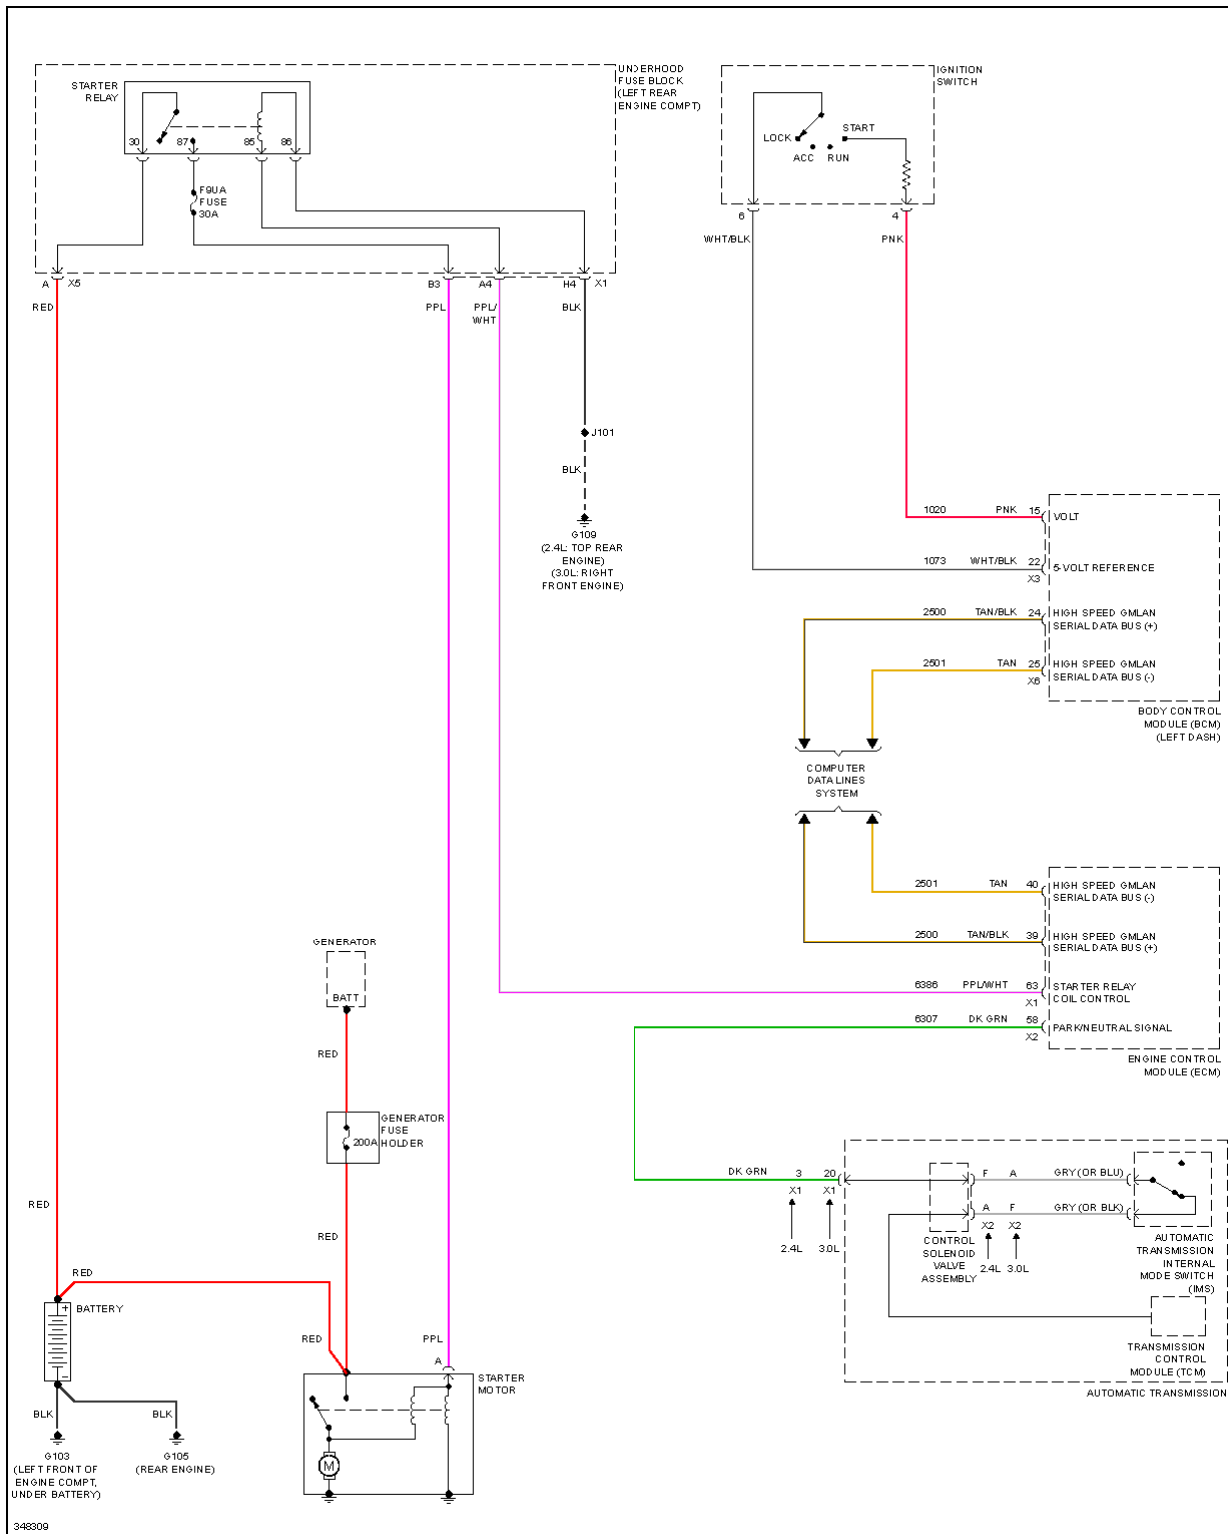 UNDERHOOD
FUSE BLOCK
(LEFT REAR
ENGINE COMPT)
STARTER
RELAY
30
87
85
86
F9UA
FUSE
30A
A
X5
B3
A4
H4
X1
RED
PPL
PPL/
WHT
BLK
J101
BLK
G109
(2.4L: TOP REAR
ENGINE)
(3.0L: RIGHT
FRONT ENGINE)
IGNITION
SWITCH
LOCK
START
ACC
RUN
6
4
WHT/BLK
PNK
1020 PNK 15 VOLT
1073 WHT/BLK 22 5-VOLT REFERENCE
X3
2500 TAN/BLK 24 HIGH SPEED GMLAN
SERIAL DATA BUS (+)
2501 TAN 25 HIGH SPEED GMLAN
X6 SERIAL DATA BUS (-)
BODY CONTROL
MODULE (BCM)
(LEFT DASH)
COMPUTER
DATA LINES
SYSTEM
2501 TAN 40 HIGH SPEED GMLAN
SERIAL DATA BUS (-)
2500 TAN/BLK 39 HIGH SPEED GMLAN
SERIAL DATA BUS (+)
6386 PPL/WHT 63 STARTER RELAY
X1 COIL CONTROL
6307 DK GRN 58 PARK/NEUTRAL SIGNAL
X2
ENGINE CONTROL
MODULE (ECM)
GENERATOR
BATT
RED
GENERATOR
FUSE
HOLDER
200A
RED
RED
RED
BATTERY
+
-
BLK
BLK
G103
(LEFT FRONT OF
ENGINE COMPT,
UNDER BATTERY)
G105
(REAR ENGINE)
RED
PPL
A
STARTER
MOTOR
M
DK GRN 3 20
X1 X1
2.4L 3.0L
F A GRY (OR BLU)
A F GRY (OR BLK)
X2 X2
2.4L 3.0L
CONTROL
SOLENOID
VALVE
ASSEMBLY
AUTOMATIC
TRANSMISSION
INTERNAL
MODE SWITCH
(IMS)
TRANSMISSION
CONTROL
MODULE (TCM)
AUTOMATIC TRANSMISSION
348309